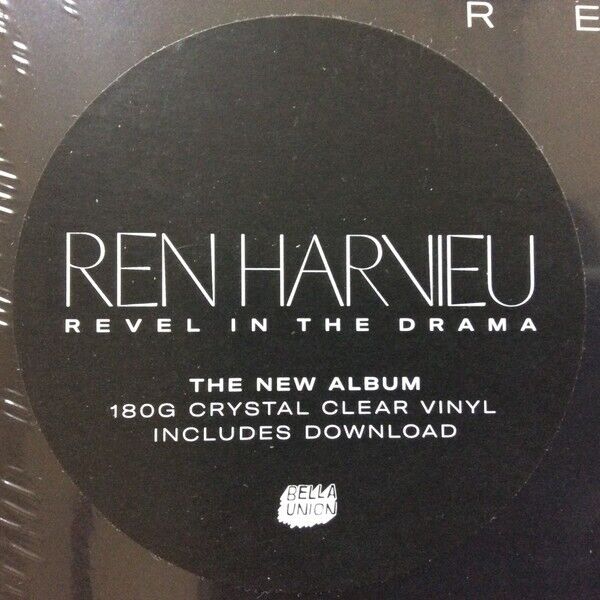 R E
REN HARVIEU
REVEL IN THE DRAMA
THE NEW ALBUM
180G CRYSTAL CLEAR VINYL
INCLUDES DOWNLOAD
BELLA
UNION